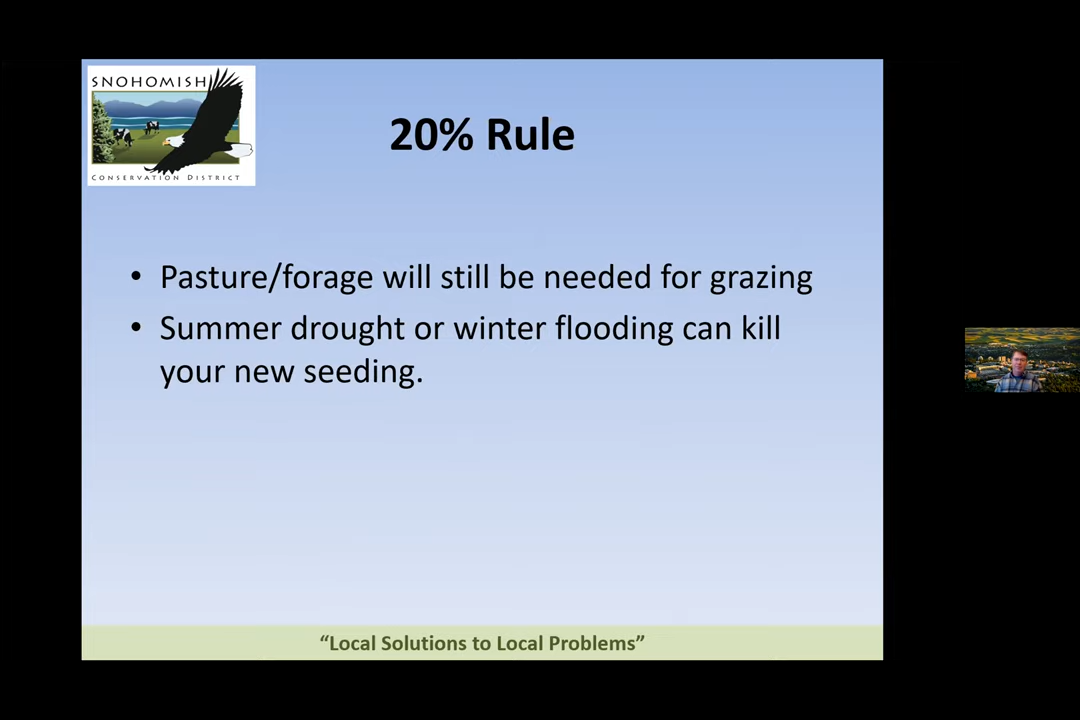 SNOHOMISH
CONSERVATION DISTRICT
20% Rule
• Pasture/forage will still be needed for grazing
• Summer drought or winter flooding can kill
your new seeding.
“Local Solutions to Local Problems”